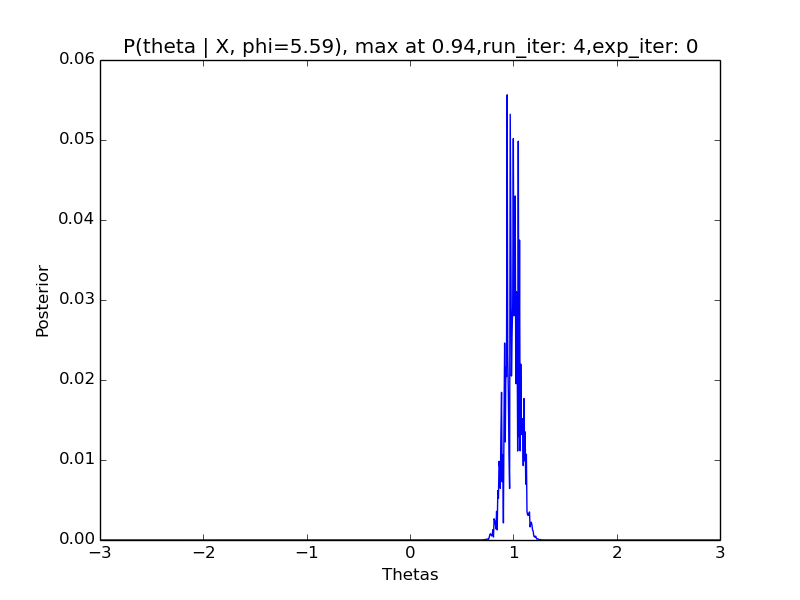 P(theta | X, phi=5.59), max at 0.94,run_iter: 4,exp_iter: 0
0.06
0.05
0.04
0.03
0.02
0.01
0.00
Posterior
−3 −2 −1 0 1 2 3
Thetas